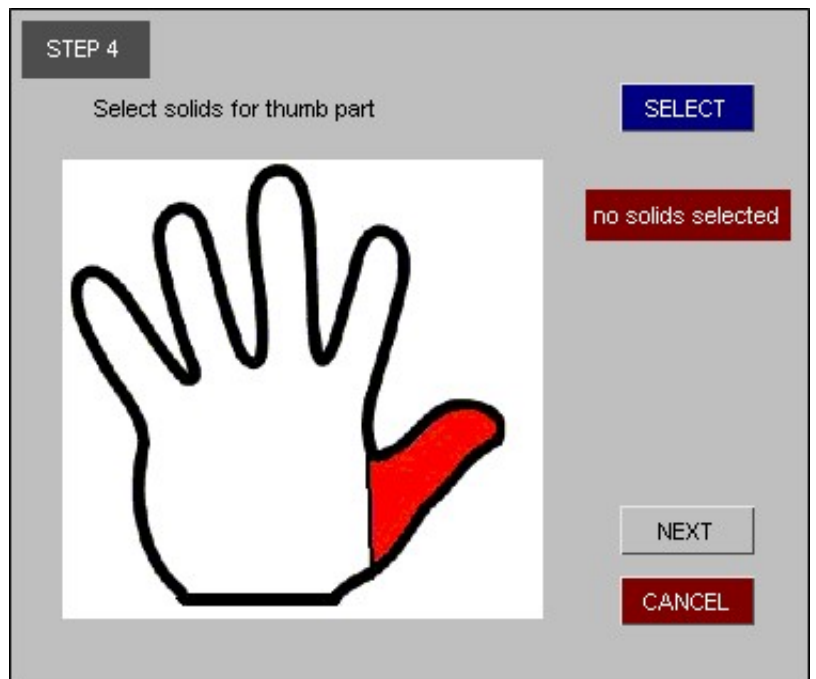 STEP 4
Select solids for thumb part
SELECT
no solids selected
NEXT
CANCEL